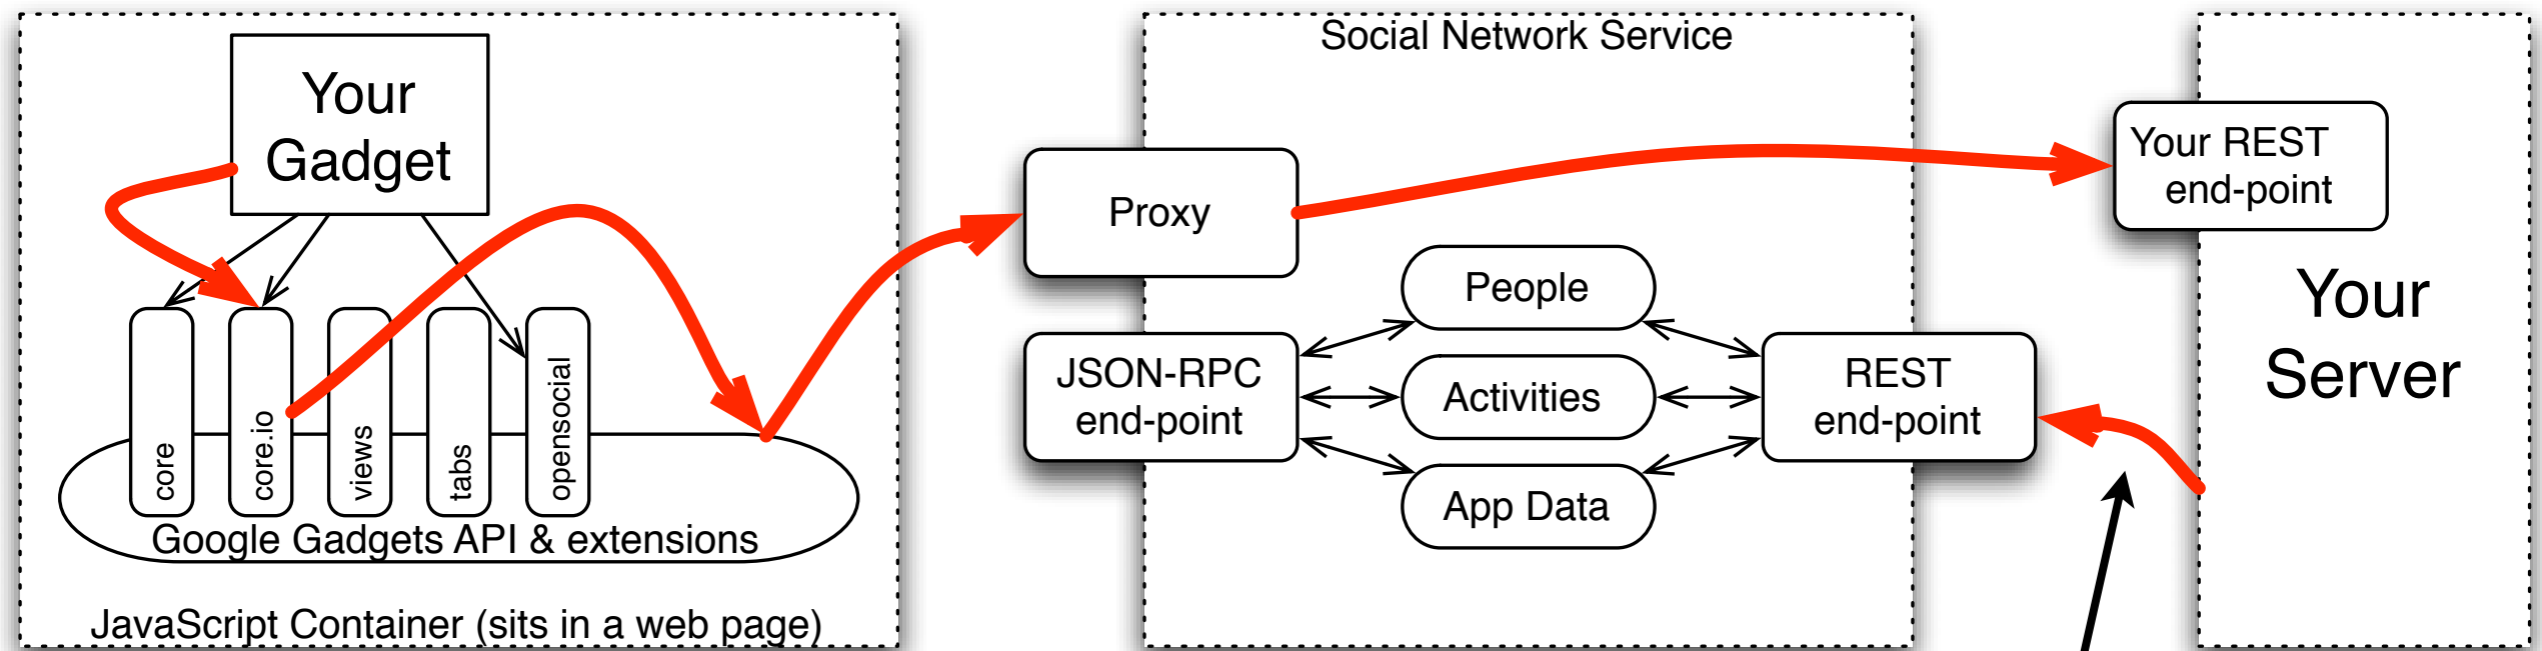 Your
Gadget
core
core.io
views
tabs
opensocial
Google Gadgets API & extensions
JavaScript Container (sits in a web page)
Social Network Service
Proxy
JSON-RPC
end-point
People
Activities
App Data
REST
end-point
Your REST
end-point
Your
Server